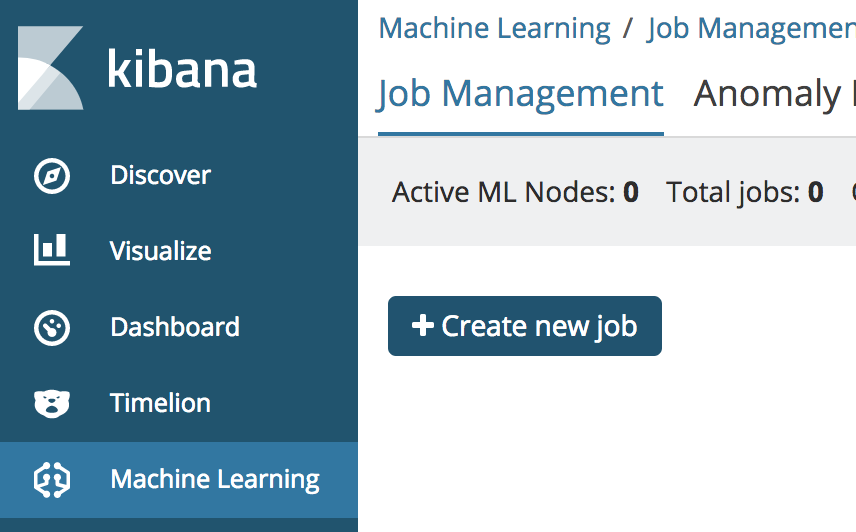 kibana
Discover
Visualize
Dashboard
Timelion
Machine Learning
Machine Learning / Job Managemen
Job Management Anomaly
Active ML Nodes: 0 Total jobs: 0
Create new job